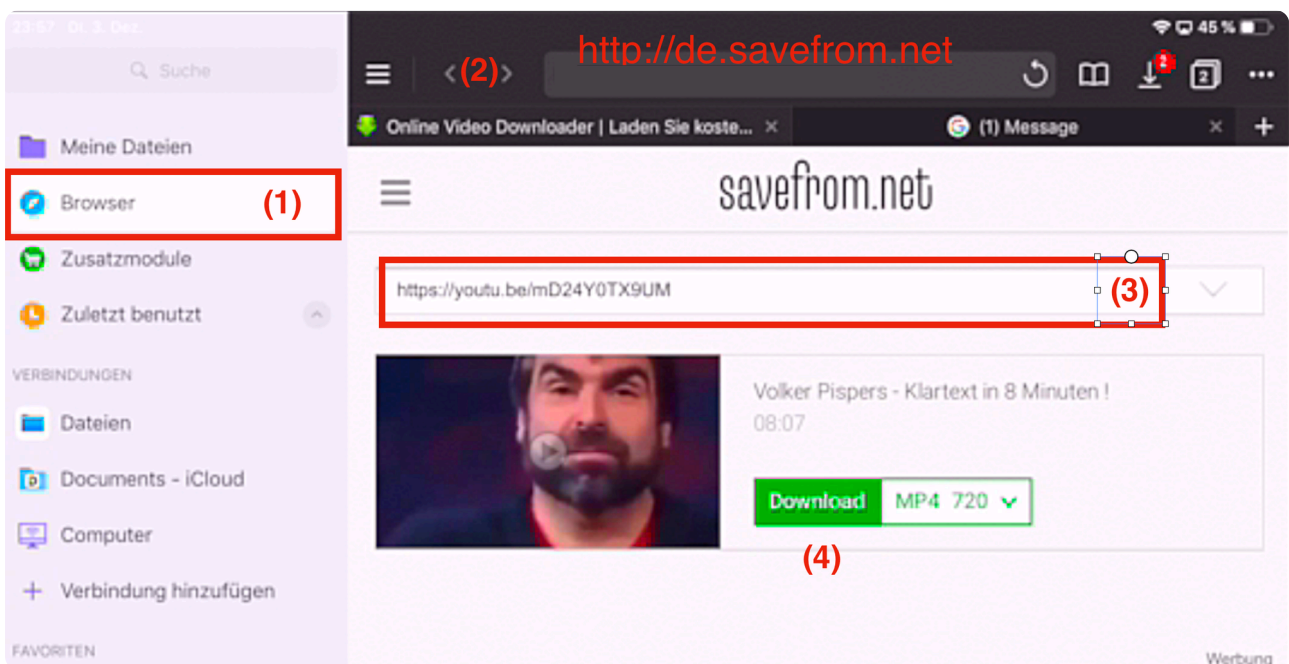 23:57 Di. 3. Dez.
45 %
Suche
(2)
http://de.savefrom.net
2
2
Online Video Downloader | Laden Sie koste...
(1) Message
Meine Dateien
Browser (1)
Zusatzmodule
Zuletzt benutzt
VERBINDUNGEN
Dateien
Documents - iCloud
Computer
Verbindung hinzufügen
FAVORITEN
savefrom.net
https://youtu.be/mD24Y0TX9UM (3)
Volker Pispers - Klartext in 8 Minuten !
08:07
Download MP4 720
(4)
Werbung